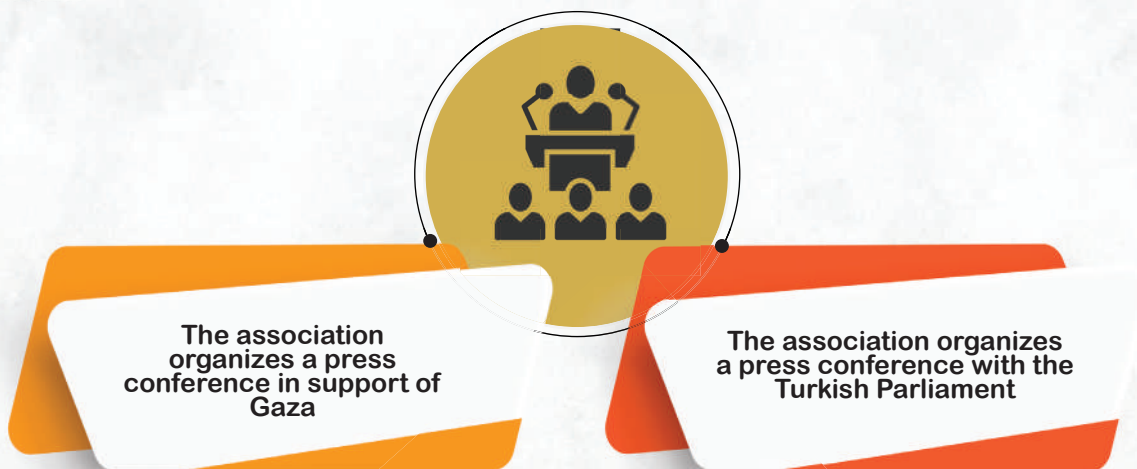 The association
organizes a press
conference in support of
Gaza
The association organizes
a press conference with the
Turkish Parliament